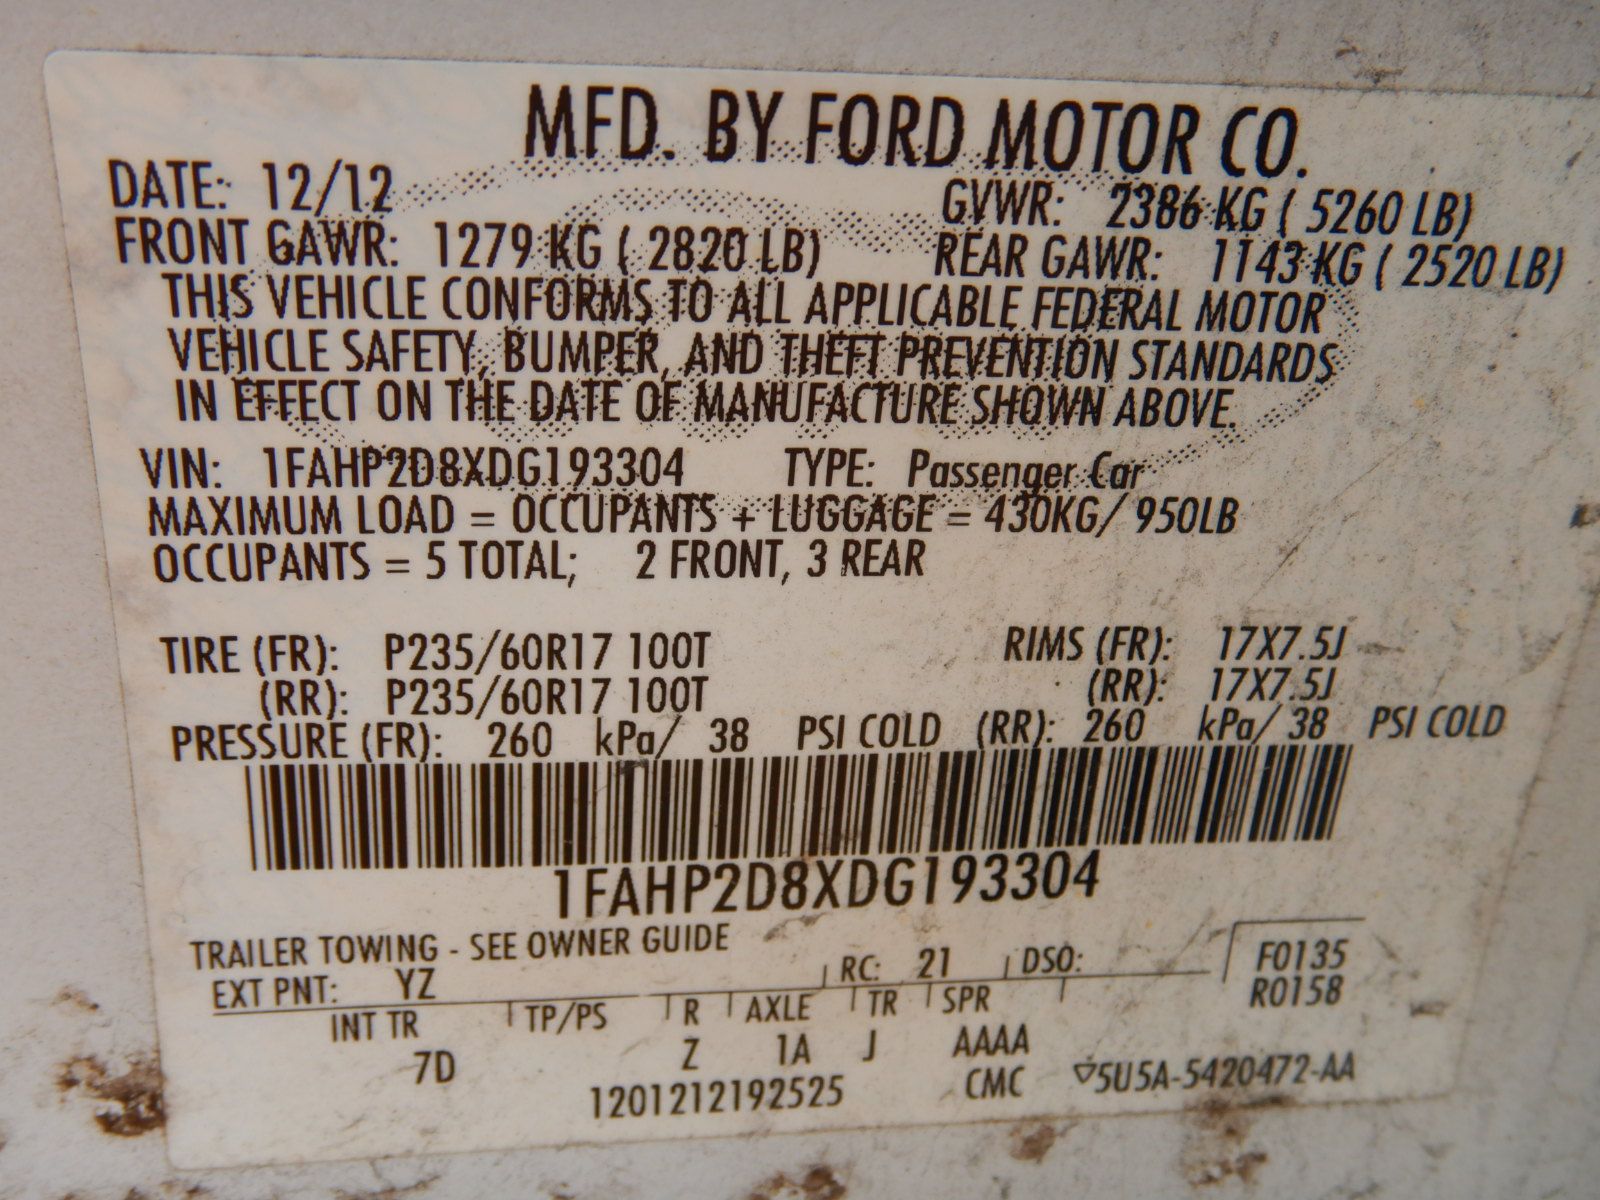 MFD. BY FORD MOTOR CO.
DATE: 12/12 GVWR: 2386 KG ( 5260 LB)
FRONT GAWR: 1279 KG ( 2820 LB) REAR GAWR: 1143 KG ( 2520 LB)
THIS VEHICLE CONFORMS TO ALL APPLICABLE FEDERAL MOTOR
VEHICLE SAFETY, BUMPER, AND THEFT PREVENTION STANDARDS
IN EFFECT ON THE DATE OF MANUFACTURE SHOWN ABOVE.
VIN: 1FAHP2D8XDG193304 TYPE: Passenger Car
MAXIMUM LOAD = OCCUPANTS + LUGGAGE = 430KG/ 950LB
OCCUPANTS = 5 TOTAL; 2 FRONT, 3 REAR
TIRE (FR): P235/60R17 100T RIMS (FR): 17X7.5J
(RR): P235/60R17 100T (RR): 17X7.5J
PRESSURE (FR): 260 kPa/ 38 PSI COLD (RR): 260 kPa/ 38 PSI COLD
1FAHP2D8XDG193304
TRAILER TOWING - SEE OWNER GUIDE
EXT PNT: YZ RC: 21 DSO: F0135
R0158
INT TR TP/PS R AXLE TR SPR
7D Z 1A J AAAA
1201212192525 CMC 5U5A-5420472-AA